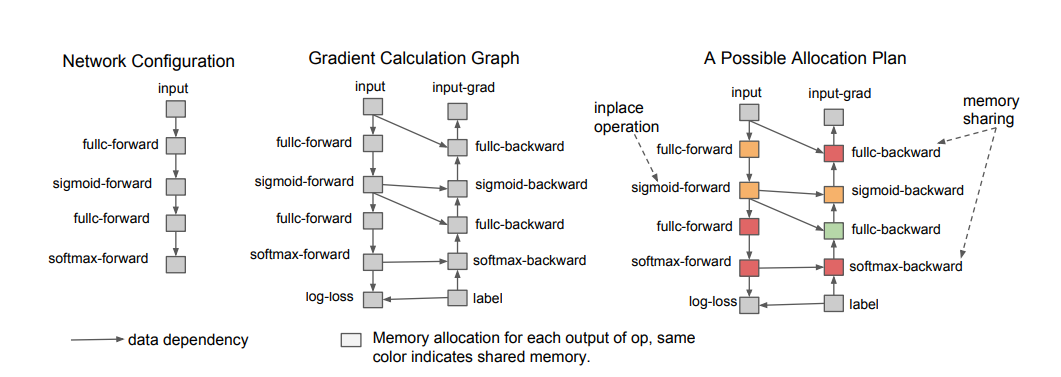 Network Configuration
input
fullc-forward
sigmoid-forward
fullc-forward
softmax-forward
Gradient Calculation Graph
input
input-grad
fullc-forward
fullc-backward
sigmoid-forward
sigmoid-backward
fullc-forward
fullc-backward
softmax-forward
softmax-backward
log-loss
label
A Possible Allocation Plan
input
input-grad
inplace
operation
memory
sharing
fullc-forward
fullc-backward
sigmoid-forward
sigmoid-backward
fullc-forward
fullc-backward
softmax-forward
softmax-backward
log-loss
label
data dependency
Memory allocation for each output of op, same
color indicates shared memory.